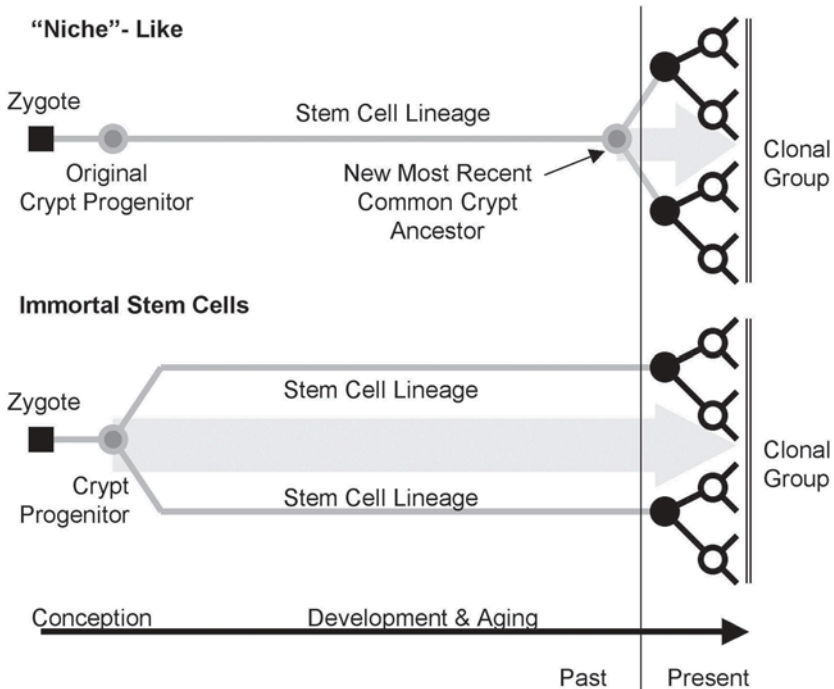 “Niche”- Like
Zygote
Stem Cell Lineage
Original
Crypt Progenitor
New Most Recent
Common Crypt
Ancestor
Clonal
Group
Immortal Stem Cells
Zygote
Stem Cell Lineage
Crypt
Progenitor
Stem Cell Lineage
Clonal
Group
Conception
Development & Aging
Past
Present